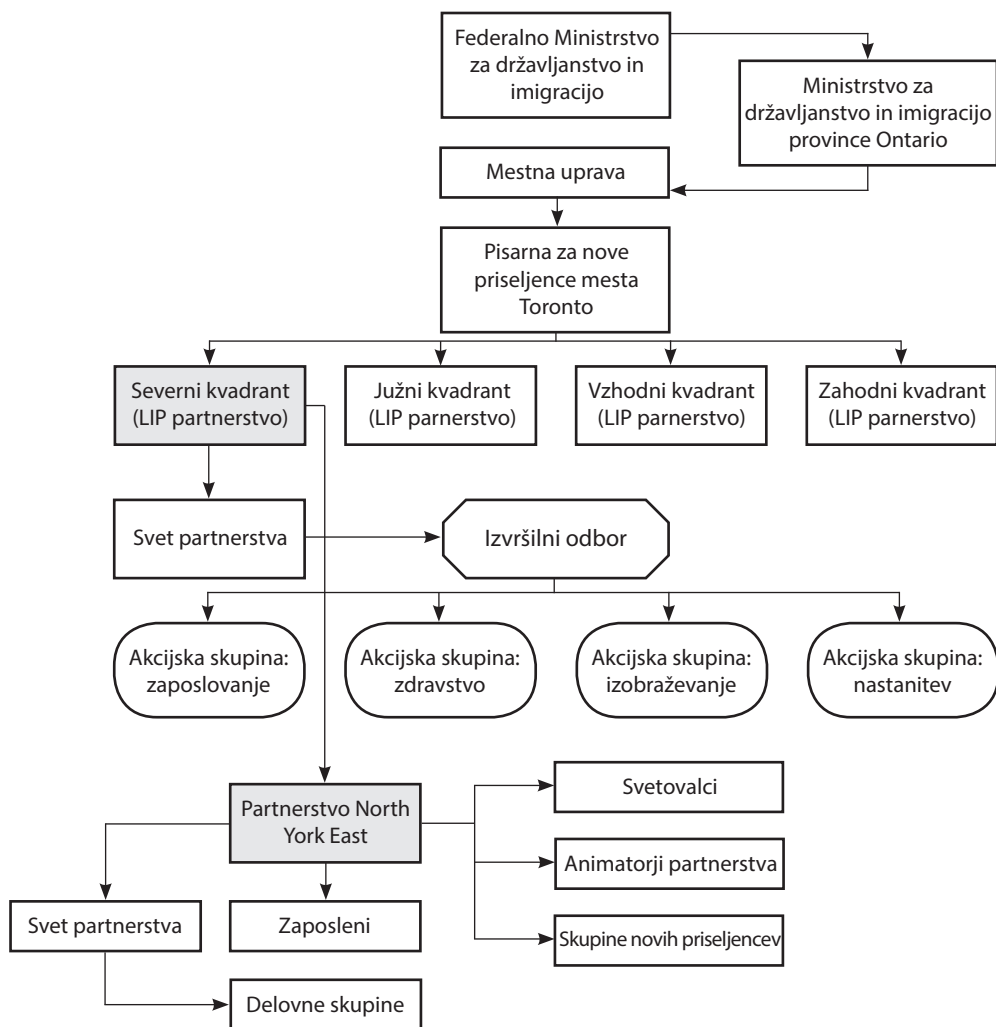 Federalno Ministrstvo
za državljanstvo in
imigracijo
Ministrstvo za
državljanstvo in imigracijo
province Ontario
Mestna uprava
Pisarna za nove
priseljence mesta
Toronto
Severni kvadrant
(LIP partnerstvo)
Južni kvadrant
(LIP parnerstvo)
Vzhodni kvadrant
(LIP parnerstvo)
Zahodni kvadrant
(LIP parnerstvo)
Svet partnerstva
Izvršilni odbor
Akcijska skupina:
zaposlovanje
Akcijska skupina:
zdravstvo
Akcijska skupina:
izobraževanje
Akcijska skupina:
nastanitev
Partnerstvo North
York East
Svetovalci
Animatorji partnerstva
Skupine novih priseljencev
Svet partnerstva
Zaposleni
Delovne skupine